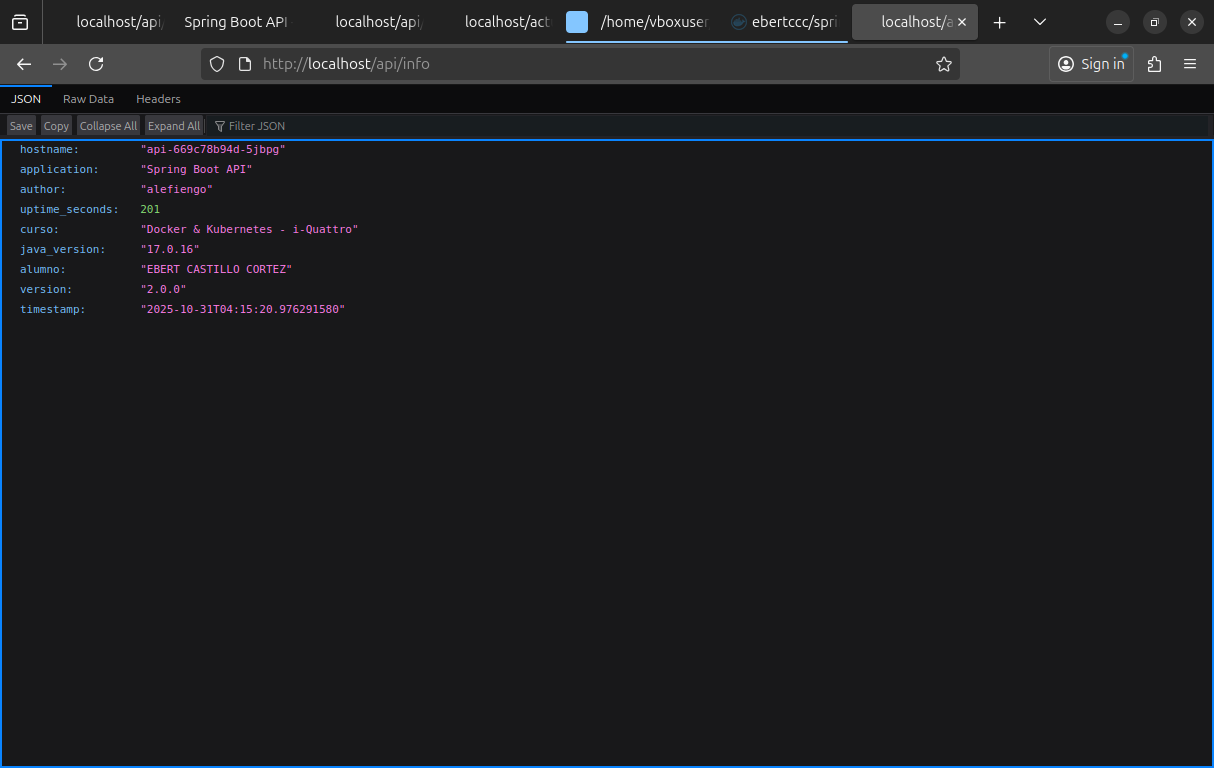 localhost/api/ Spring Boot API localhost/api/ localhost/act /home/vboxuser ebertccc/spri localhost/a
http://localhost/api/info Sign in
JSON Raw Data Headers
Save Copy Collapse All Expand All Filter JSON
hostname: "api-669c78b94d-5jbpg"
application: "Spring Boot API"
author: "alefiengo"
uptime_seconds: 201
curso: "Docker & Kubernetes - i-Quattro"
java_version: "17.0.16"
alumno: "EBERT CASTILLO CORTEZ"
version: "2.0.0"
timestamp: "2025-10-31T04:15:20.976291580"